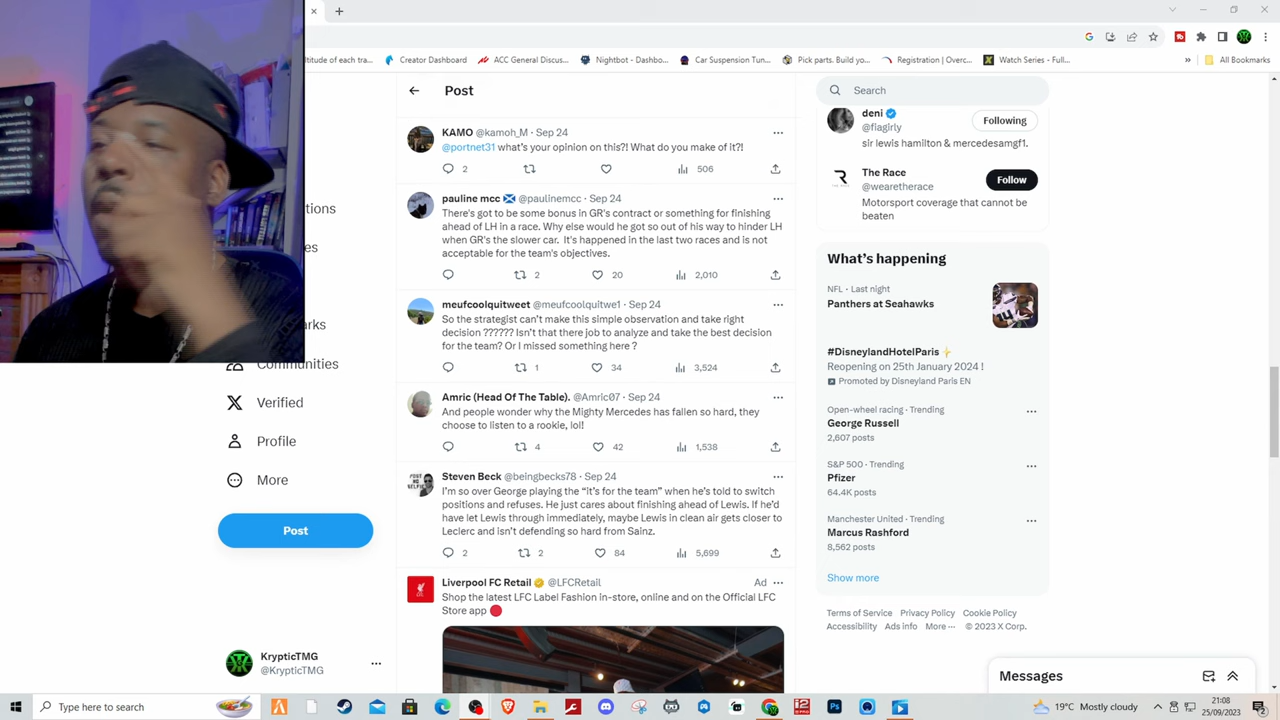 ltitude of each tra...
Creator Dashboard
ACC General Discus...
Nightbot - Dashbo...
Car Suspension Tun...
Pick parts. Build yo...
Registration | Overc...
Watch Series - Full...
»
All Bookmarks
Post
KAMO @kamoh_M · Sep 24
@portnet31 what's your opinion on this?! What do you make of it?!
2
506
pauline mcc @paulinemcc · Sep 24
There's got to be some bonus in GR's contract or something for finishing
ahead of LH in a race. Why else would he got so out of his way to hinder LH
when GR's the slower car. It's happened in the last two races and is not
acceptable for the team's objectives.
2 20 2,010
meufcoolquitweet @meufcoolquitwe1 · Sep 24
So the strategist can't make this simple observation and take right
decision ?????? Isn't that there job to analyze and take the best decision
for the team? Or I missed something here ?
1 34 3,524
Amric (Head Of The Table). @Amric07 · Sep 24
And people wonder why the Mighty Mercedes has fallen so hard, they
choose to listen to a rookie, lol!
4 42 1,538
Steven Beck @beingbecks78 · Sep 24
I'm so over George playing the "it's for the team" when he's told to switch
positions and refuses. He just cares about finishing ahead of Lewis. If he'd
have let Lewis through immediately, maybe Lewis in clean air gets closer to
Leclerc and isn't defending so hard from Sainz.
2 2 84 5,699
Liverpool FC Retail @LFCRetail
Ad
Shop the latest LFC Label Fashion in-store, online and on the Official LFC
Store app
Search
deni
@fiagirly
Following
sir lewis hamilton & mercedesamgf1.
The Race
@wearetherace
Follow
Motorsport coverage that cannot be
beaten
What's happening
NFL · Last night
Panthers at Seahawks
#DisneylandHotelParis
Reopening on 25th January 2024 !
Promoted by Disneyland Paris EN
Open-wheel racing · Trending
George Russell
2,607 posts
S&P 500 · Trending
Pfizer
64.4K posts
Manchester United · Trending
Marcus Rashford
8,562 posts
Show more
Terms of Service Privacy Policy Cookie Policy
Accessibility Ads info More ··· © 2023 X Corp.
Messages
Communities
Verified
Profile
More
Post
KrypticTMG
@KrypticTMG
Type here to search
19°C Mostly cloudy
21:08
25/09/2023